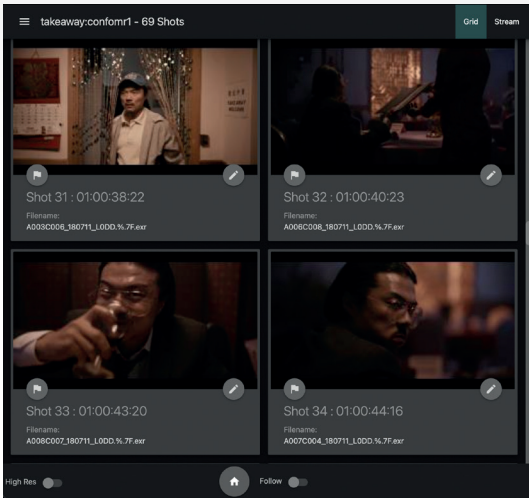 takeaway:confomr1 - 69 Shots
Grid
Stream
Shot 31 : 01:00:38:22
Filename:
A003C006_180711_L0DD.%.7F.exr
Shot 32 : 01:00:40:23
Filename:
A006C008_180711_L0DD.%.7F.exr
Shot 33 : 01:00:43:20
Filename:
A008C007_180711_L0DD.%.7F.exr
Shot 34 : 01:00:44:16
Filename:
A007C004_180711_L0DD.%.7F.exr
High Res
Follow